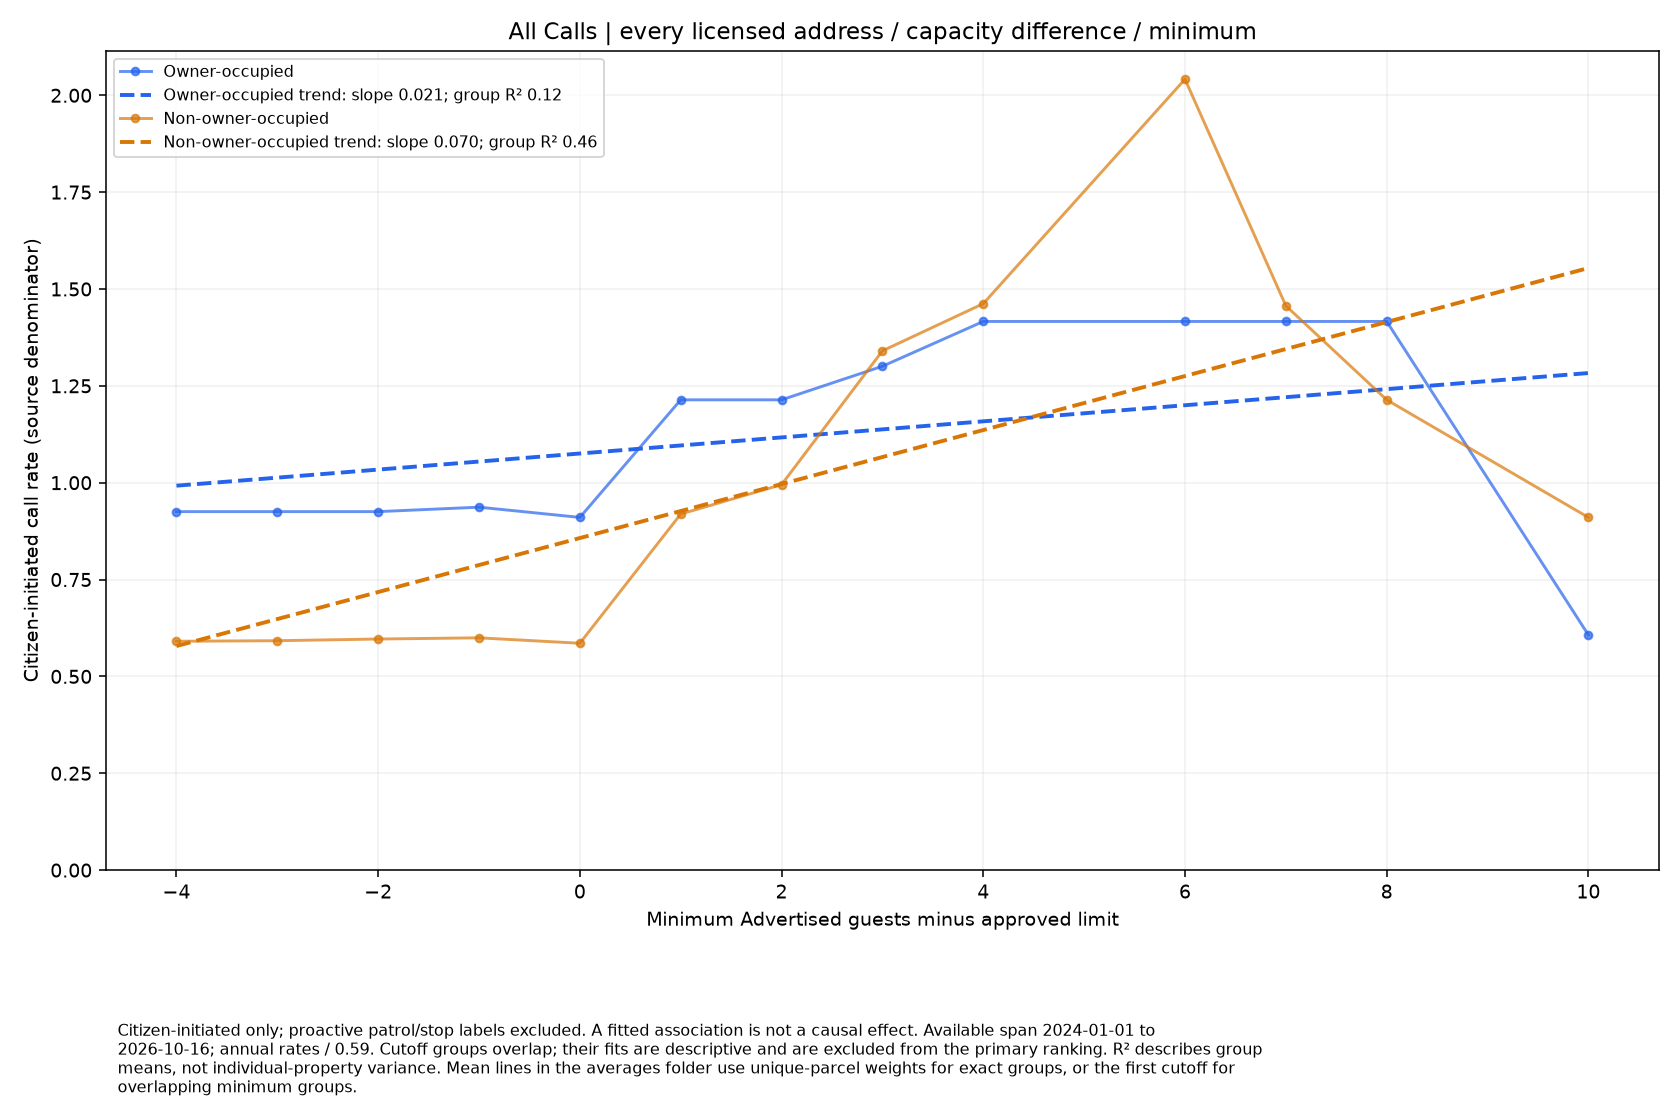 All Calls | every licensed address / capacity difference / minimum
Owner-occupied
Owner-occupied trend: slope 0.021; group R² 0.12
Non-owner-occupied
Non-owner-occupied trend: slope 0.070; group R² 0.46
Citizen-initiated call rate (source denominator)
2.00
1.75
1.50
1.25
1.00
0.75
0.50
0.25
0.00
−4 −2 0 2 4 6 8 10
Minimum Advertised guests minus approved limit
Citizen-initiated only; proactive patrol/stop labels excluded. A fitted association is not a causal effect. Available span 2024-01-01 to
2026-10-16; annual rates / 0.59. Cutoff groups overlap; their fits are descriptive and are excluded from the primary ranking. R² describes group
means, not individual-property variance. Mean lines in the averages folder use unique-parcel weights for exact groups, or the first cutoff for
overlapping minimum groups.